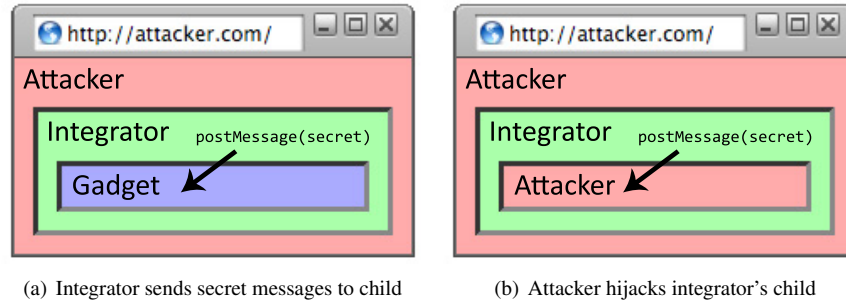 http://attacker.com/
Attacker
Integrator
postMessage(secret)
Gadget
(a) Integrator sends secret messages to child
http://attacker.com/
Attacker
Integrator
postMessage(secret)
Attacker
(b) Attacker hijacks integrator's child